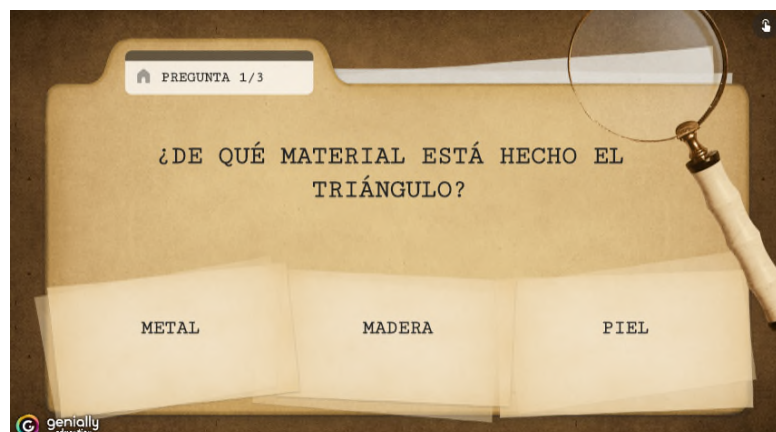 PREGUNTA 1/3
¿DE QUÉ MATERIAL ESTÁ HECHO EL
TRIÁNGULO?
METAL
MADERA
PIEL
genially